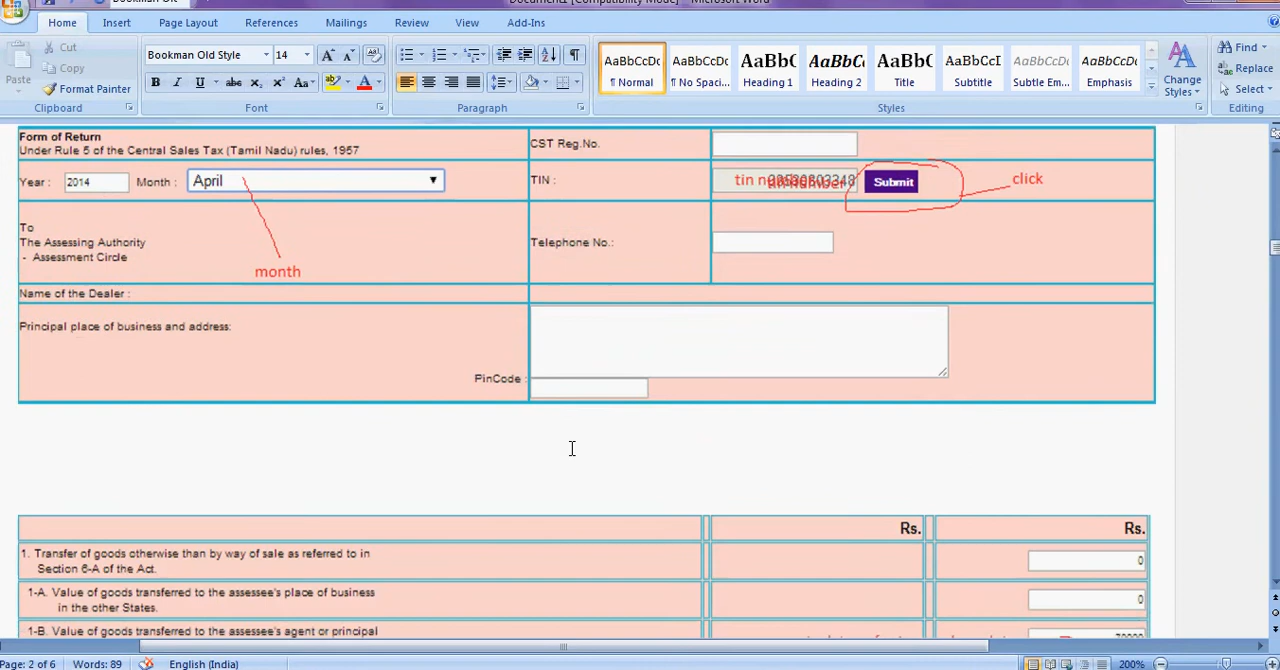 Document2 [Compatibility Mode] - Microsoft Word
Home Insert Page Layout References Mailings Review View Add-Ins
Cut
Copy
Format Painter
Paste
Clipboard
Bookman Old Style 14
Font
Paragraph
AaBbCcDc AaBbCcDc AaBbC AaBbCc AaBbC AaBbCcI AaBbCcDc AaBbCcDc
¶ Normal ¶ No Spaci... Heading 1 Heading 2 Title Subtitle Subtle Em... Emphasis
Change Styles
Styles
Find
Replace
Select
Editing
Form of Return
Under Rule 5 of the Central Sales Tax (Tamil Nadu) rules, 1957
CST Reg.No.
Year : 2014 Month : April
TIN : Submit
click
To
The Assessing Authority
- Assessment Circle
Telephone No.:
month
Name of the Dealer :
Principal place of business and address:
PinCode :
Rs. Rs.
1. Transfer of goods otherwise than by way of sale as referred to in
Section 6-A of the Act.
0
1-A. Value of goods transferred to the assessee's place of business
in the other States.
0
1-B. Value of goods transferred to the assessee's agent or principal
Page: 2 of 6 Words: 89 English (India) 200%